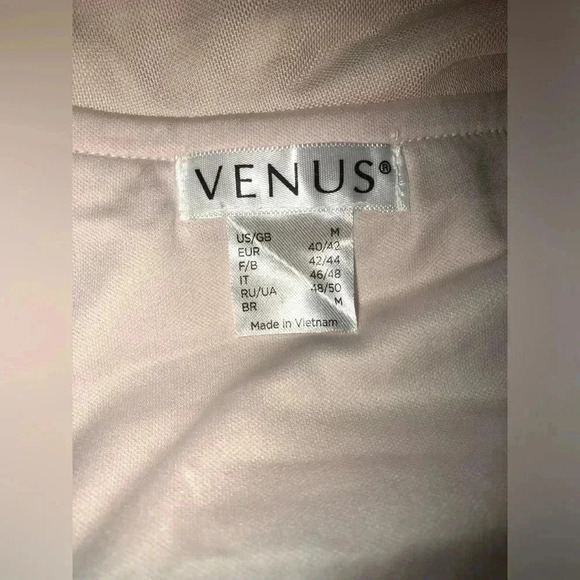 VENUS®
US/GB M
EUR 40/42
F/B 42/44
IT 46/48
RU/UA 48/50
BR M
Made in Vietnam